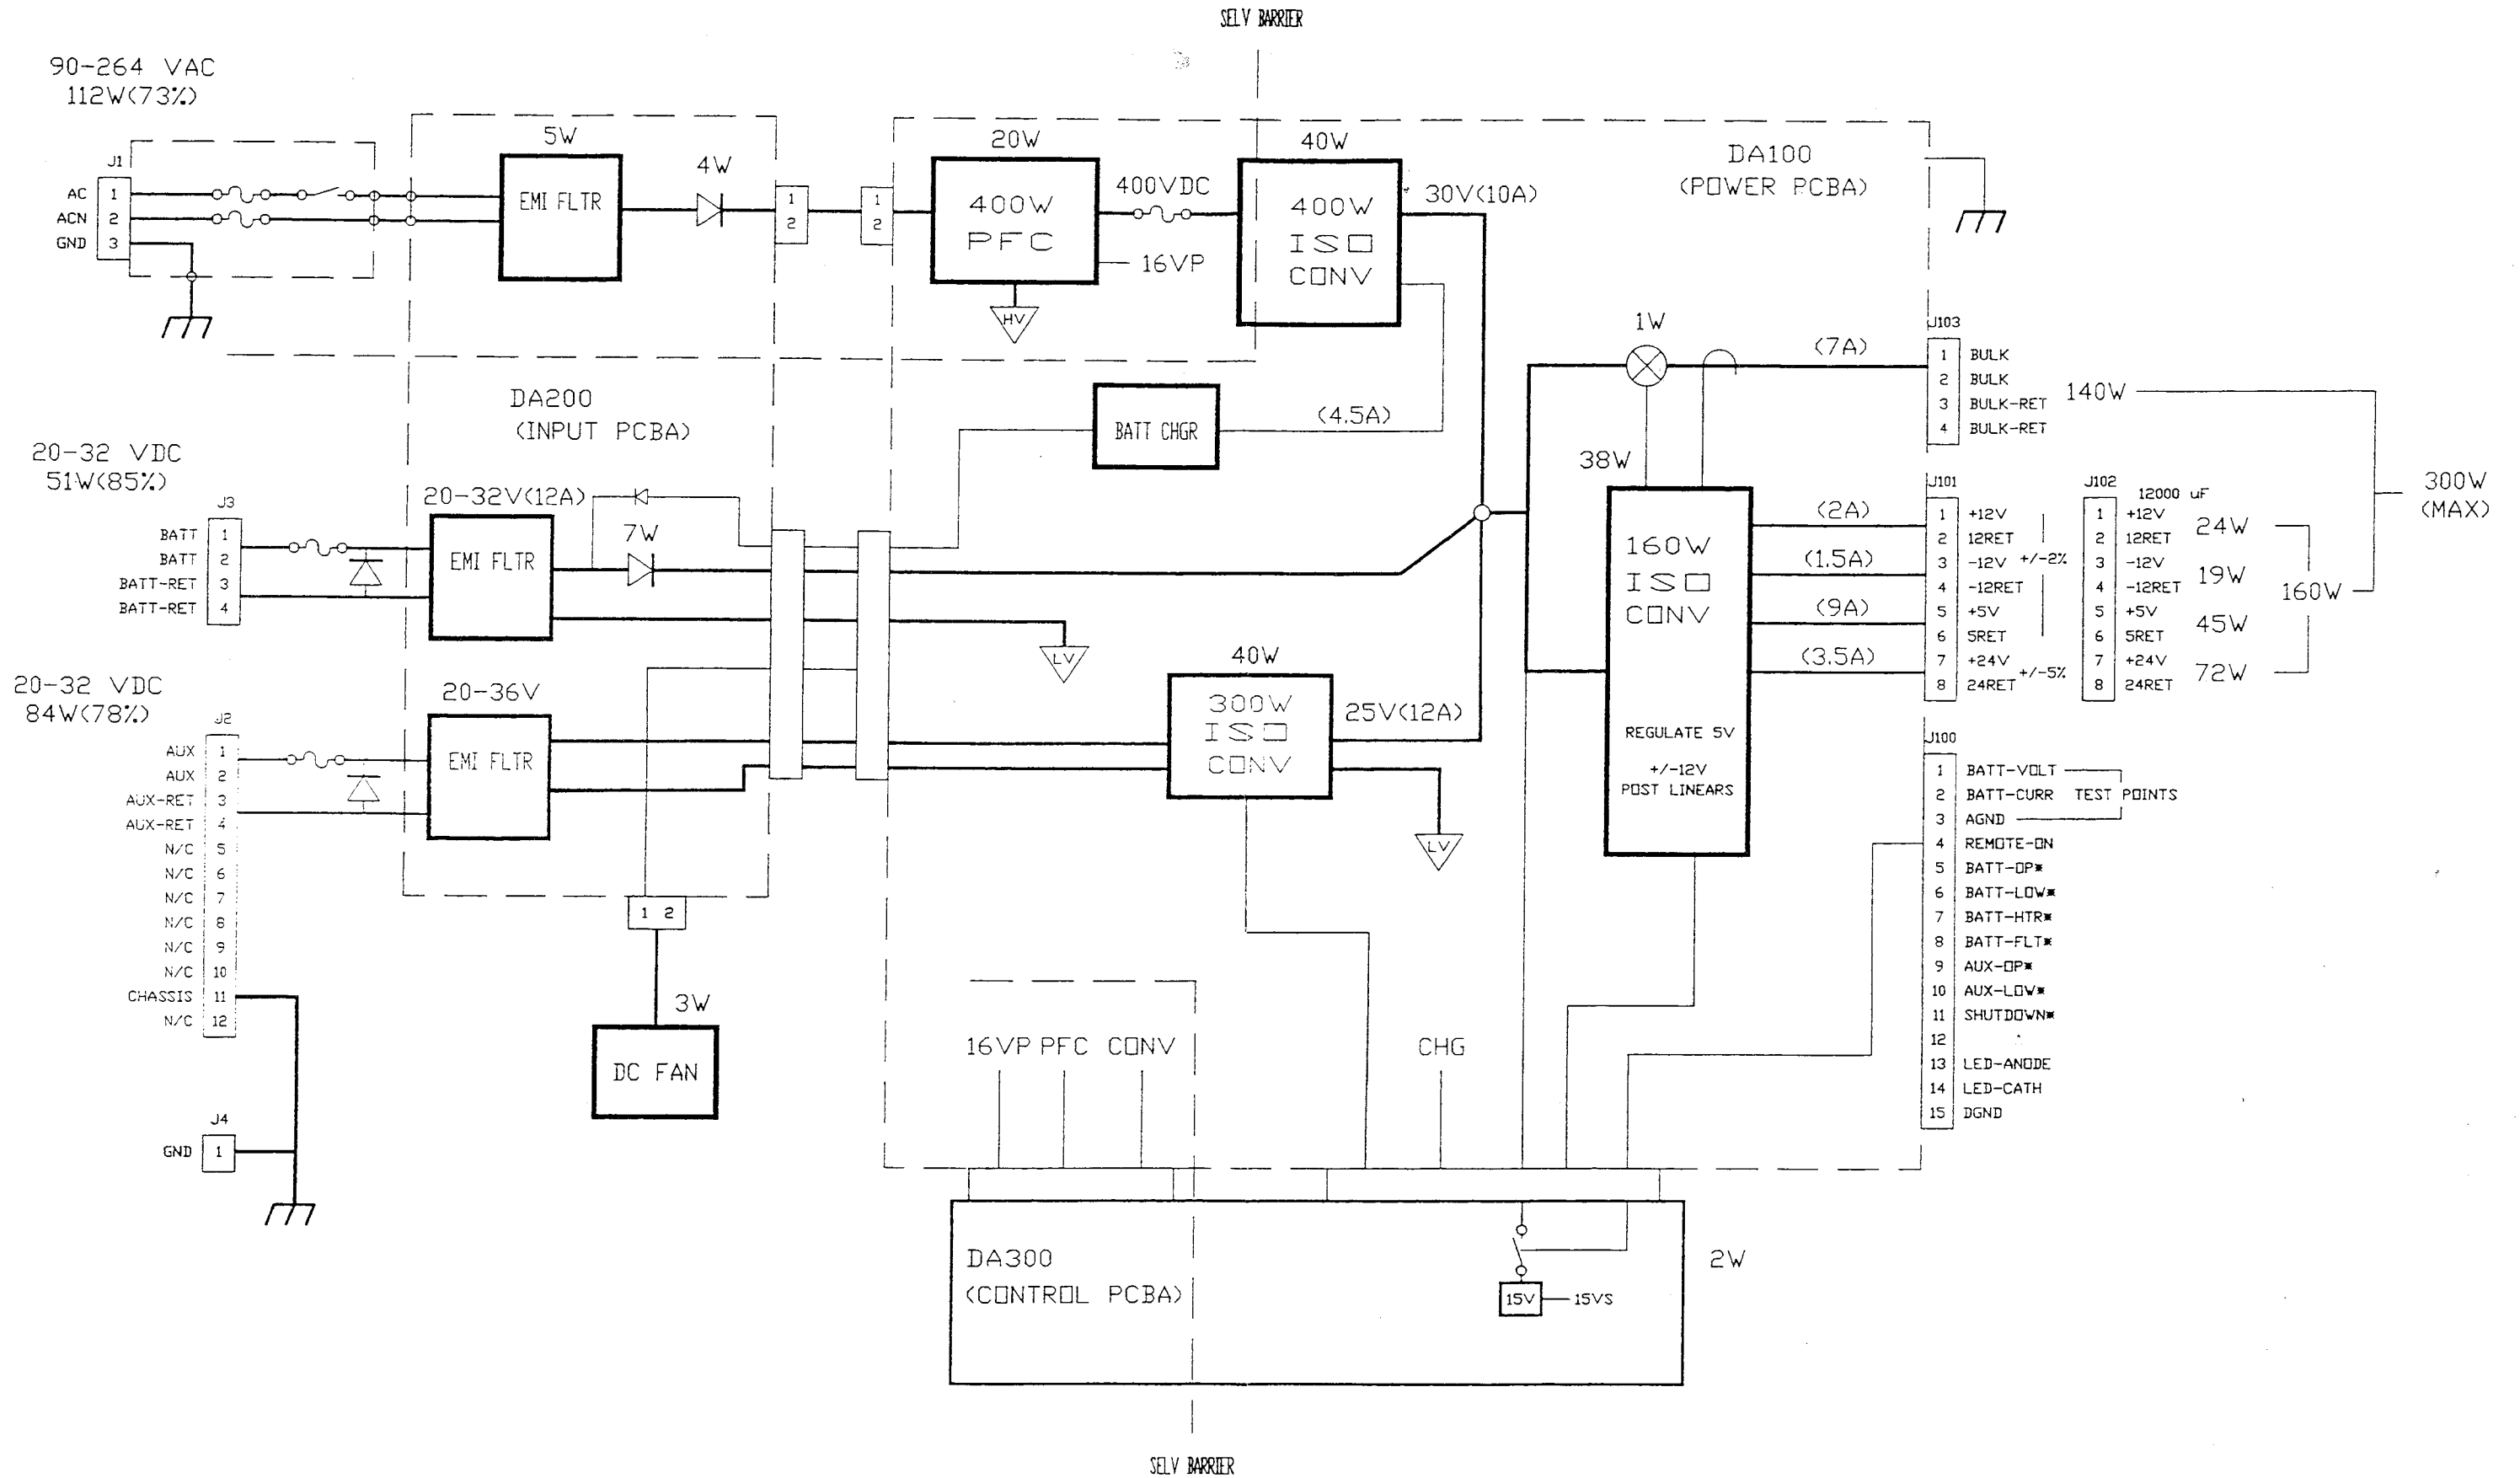 SELV BARRIER
90-264 VAC
112W(73%)
J1
AC 1
ACN 2
GND 3
5W
EMI FLTR
4W
1
2
1
2
20W
400W
PFC
HV
400VDC
16VP
40W
400W
ISO
CONV
30V(10A)
DA100
(POWER PCBA)
DA200
(INPUT PCBA)
BATT CHGR
(4.5A)
1W
(7A)
J103
1 BULK
2 BULK
3 BULK-RET
4 BULK-RET
140W
20-32 VDC
51W(85%)
J3
BATT 1
BATT 2
BATT-RET 3
BATT-RET 4
20-32V(12A)
EMI FLTR
7W
LV
38W
160W
ISO
CONV
REGULATE 5V
+/-12V
POST LINEARS
(2A)
(1.5A)
(9A)
(3.5A)
J101
1 +12V
2 12RET
3 -12V
4 -12RET
5 +5V
6 5RET
7 +24V
8 24RET
+/-2%
+/-5%
J102
12000 uF
1 +12V
2 12RET
3 -12V
4 -12RET
5 +5V
6 5RET
7 +24V
8 24RET
24W
19W
45W
72W
160W
300W
(MAX)
20-32 VDC
84W(78%)
J2
AUX 1
AUX 2
AUX-RET 3
AUX-RET 4
N/C 5
N/C 6
N/C 7
N/C 8
N/C 9
N/C 10
CHASSIS 11
N/C 12
20-36V
EMI FLTR
40W
300W
ISO
CONV
25V(12A)
LV
J100
1 BATT-VOLT
2 BATT-CURR TEST POINTS
3 AGND
4 REMOTE-ON
5 BATT-OP*
6 BATT-LOW*
7 BATT-HTR*
8 BATT-FLT*
9 AUX-OP*
10 AUX-LOW*
11 SHUTDOWN*
12
13 LED-ANODE
14 LED-CATH
15 DGND
1 2
3W
DC FAN
J4
GND 1
16VP PFC CONV
CHG
DA300
(CONTROL PCBA)
15V
15VS
2W
SELV BARRIER